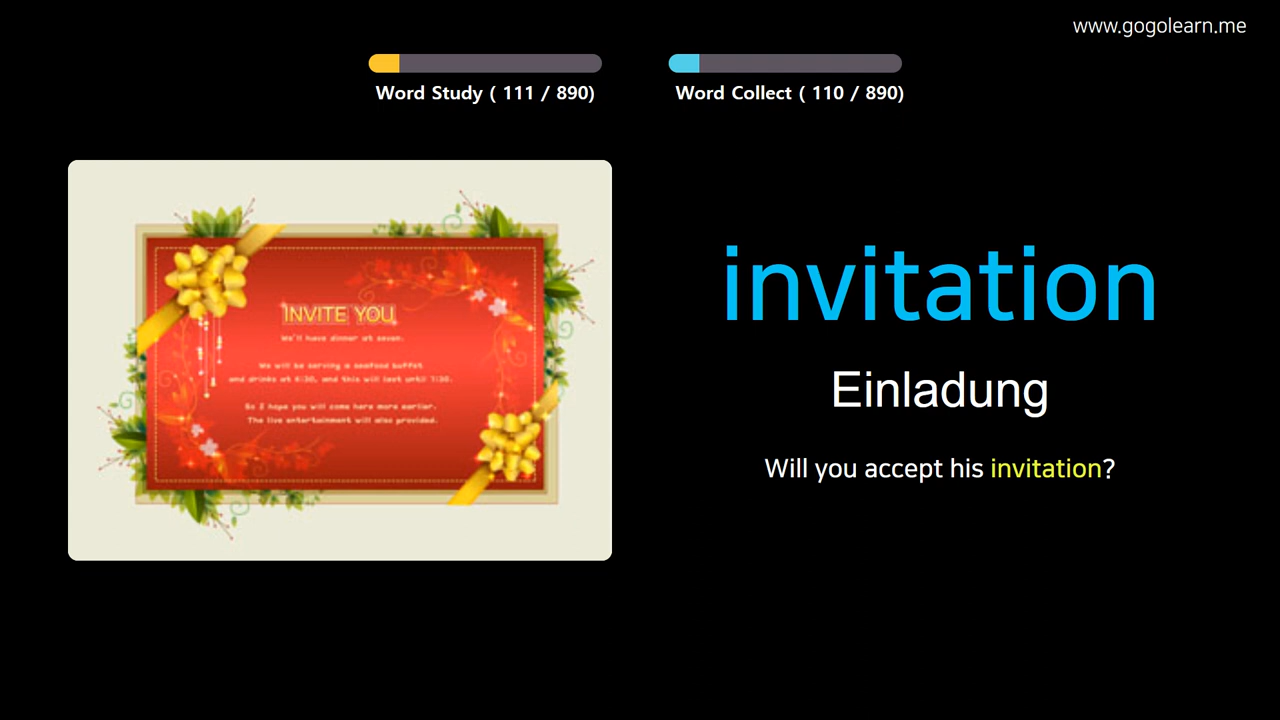 www.gogolearn.me
Word Study ( 111 / 890)
Word Collect ( 110 / 890)
INVITE YOU
We'll have dinner at seven.
We will be serving a seafood buffet
and drinks at 6:30, and this will last until 1:30.
So I hope you will come here more earlier.
The live entertainment will also provided.
invitation
Einladung
Will you accept his invitation?